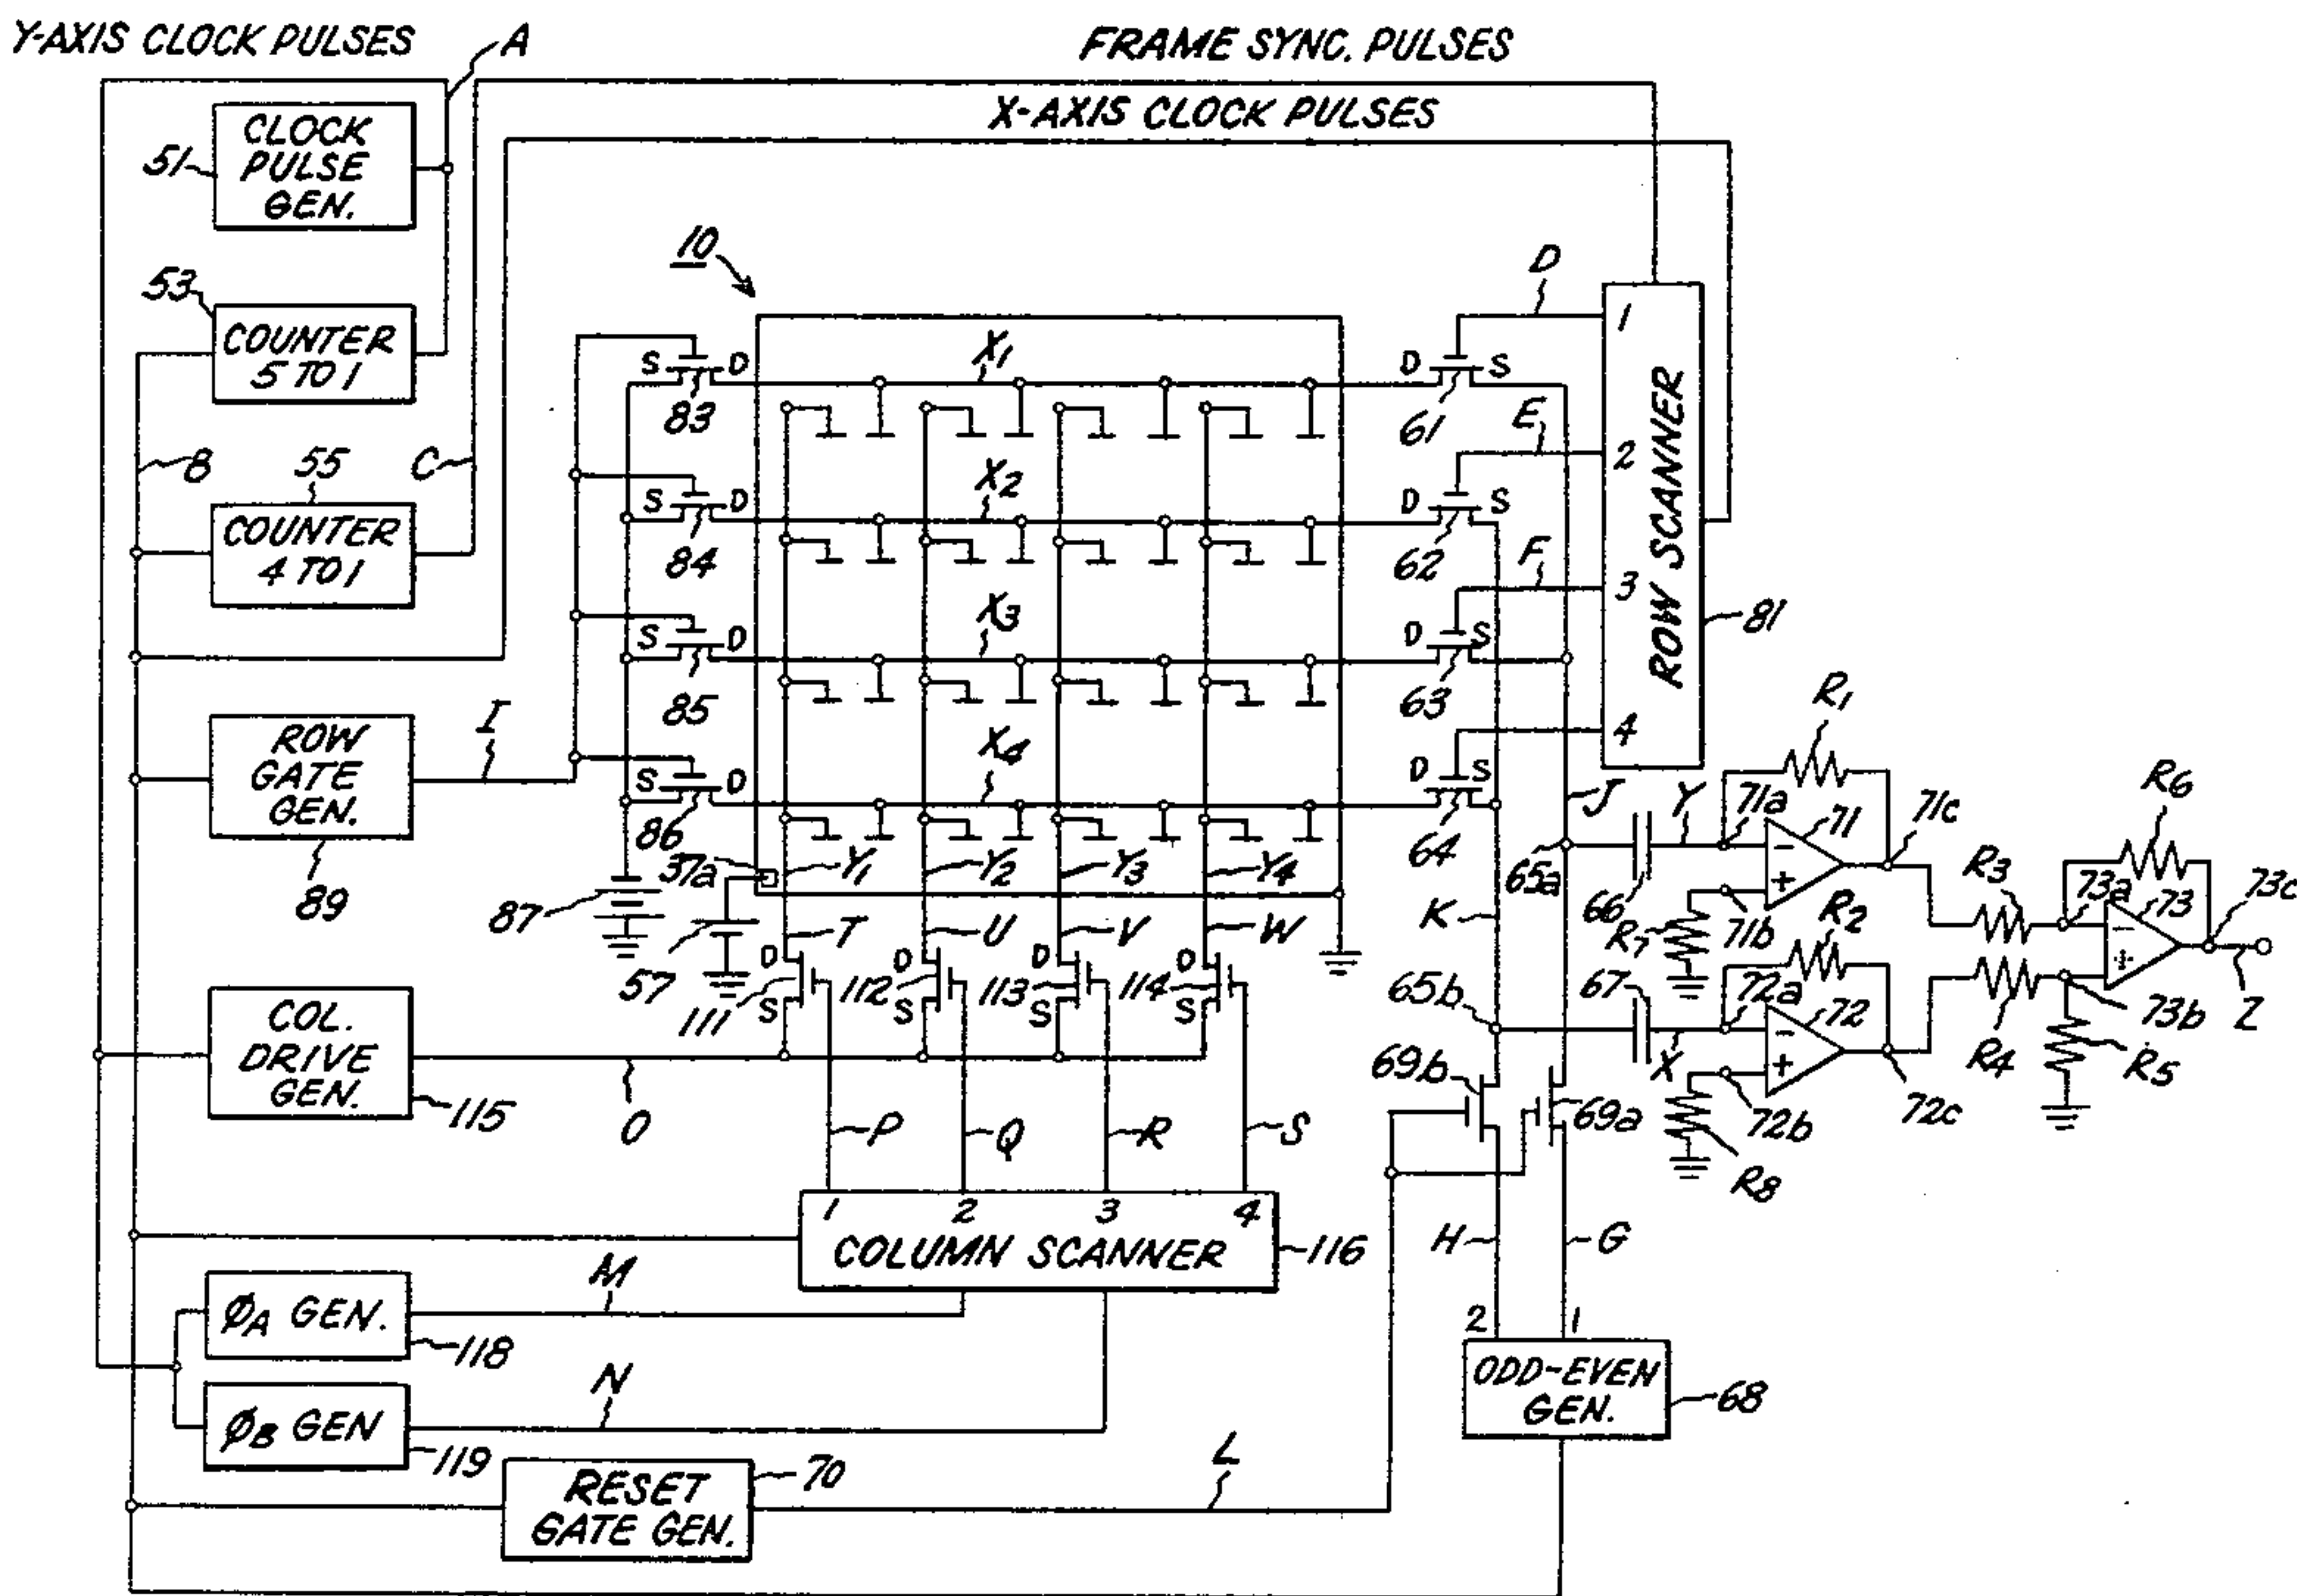 Y-AXIS CLOCK PULSES
A
FRAME SYNC. PULSES
X-AXIS CLOCK PULSES
CLOCK
PULSE
GEN.
51
10
D
53
COUNTER
5 TO 1
1
X1
S
D
83
D
S
61
E
2
B
55
C
X2
S
D
84
D
S
62
F
3
COUNTER
4 TO 1
ROW SCANNER
81
X3
S
D
85
D
S
63
4
R1
ROW
GATE
GEN.
I
89
X4
S
D
86
D
S
64
J
Y
71a
71
71c
R6
37a
Y1
Y2
Y3
Y4
65a
66
R3
73a
73
73c
87
57
T
U
V
W
K
R7
71b
R2
Z
D
S
111
D
S
112
D
S
113
D
S
114
65b
67
X
72a
72
R4
73b
R5
COL.
DRIVE
GEN.
115
O
P
Q
R
S
69b
69a
72b
72c
R8
1
2
3
4
COLUMN SCANNER
116
H
G
M
ØA GEN.
118
2
1
N
ØB GEN
119
ODD-EVEN
GEN.
68
RESET
GATE GEN.
70
L